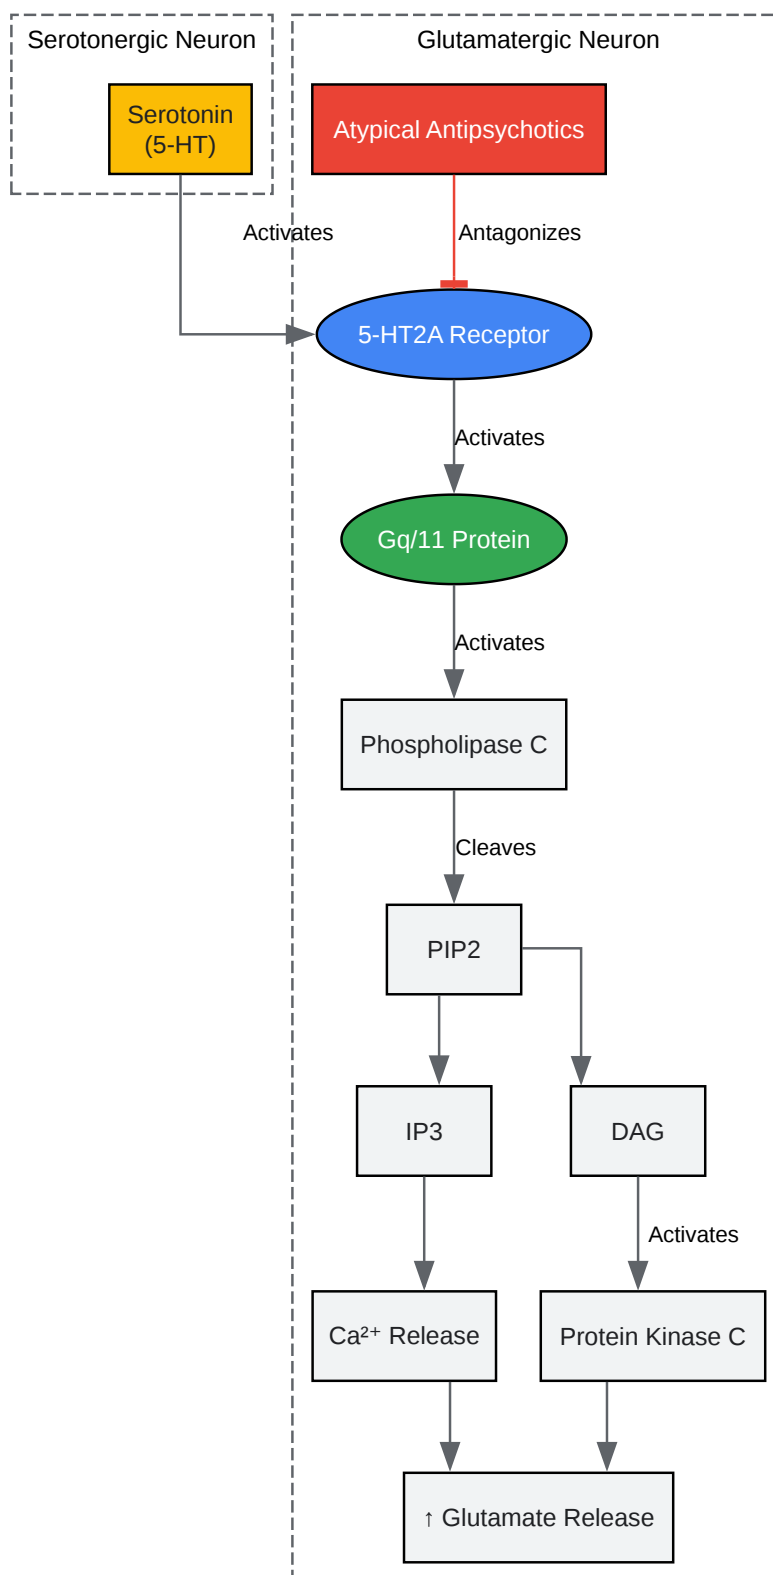 Serotonergic Neuron
Glutamatergic Neuron
Serotonin
(5-HT)
Atypical Antipsychotics
Activates
Antagonizes
5-HT2A Receptor
Activates
Gq/11 Protein
Activates
Phospholipase C
Cleaves
PIP2
IP3
DAG
Activates
Ca²⁺ Release
Protein Kinase C
↑ Glutamate Release